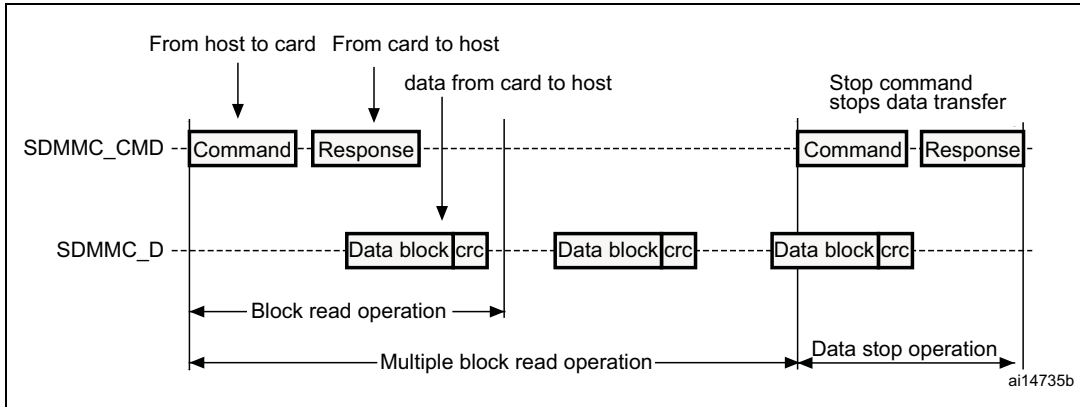 From host to card
From card to host
data from card to host
Stop command
stops data transfer
SDMMC_CMD
Command
Response
Command
Response
SDMMC_D
Data block
crc
Data block
crc
Data block
crc
Block read operation
Multiple block read operation
Data stop operation
ai14735b